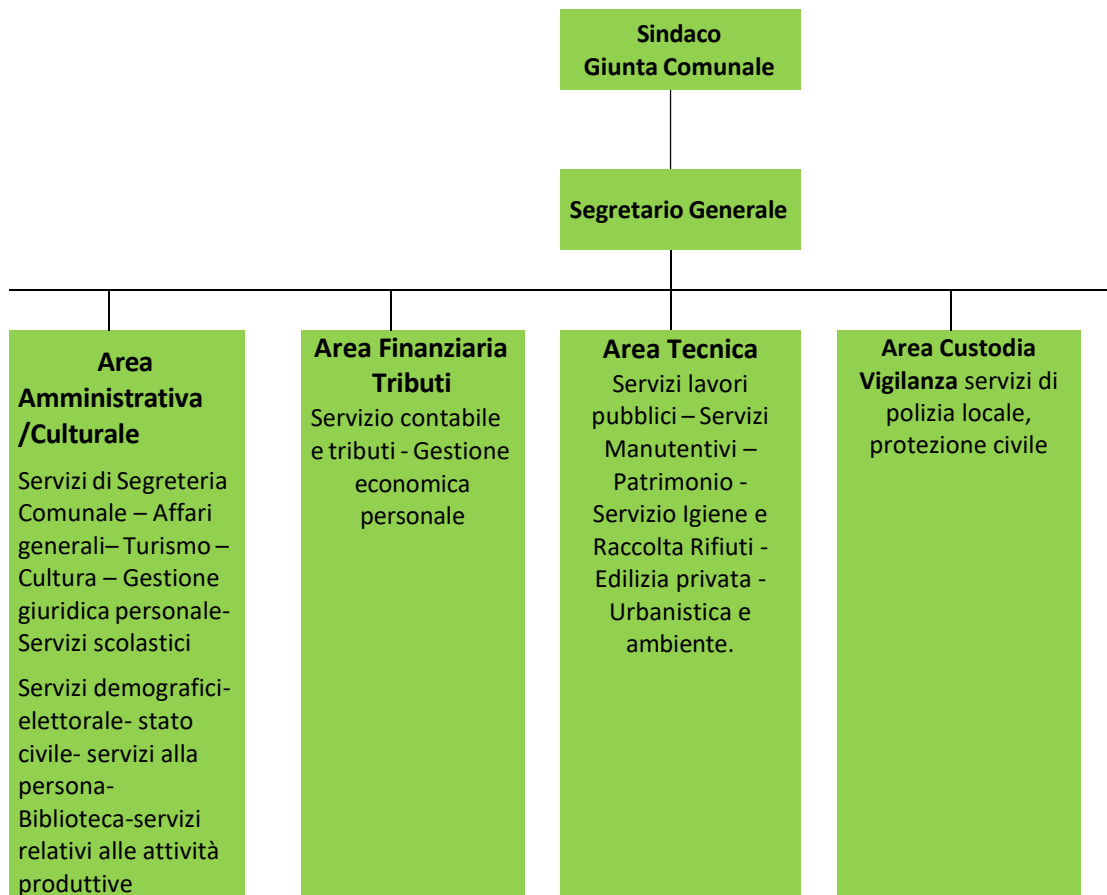 Sindaco
Giunta Comunale
Segretario Generale
Area
Amministrativa
/Culturale
Servizi di Segreteria
Comunale – Affari
generali– Turismo –
Cultura – Gestione
giuridica personale-
Servizi scolastici
Servizi demografici-
elettorale- stato
civile- servizi alla
persona-
Biblioteca-servizi
relativi alle attività
produttive
Area Finanziaria
Tributi
Servizio contabile
e tributi - Gestione
economica
personale
Area Tecnica
Servizi lavori
pubblici – Servizi
Manutentivi –
Patrimonio -
Servizio Igiene e
Raccolta Rifiuti -
Edilizia privata -
Urbanistica e
ambiente.
Area Custodia
Vigilanza servizi di
polizia locale,
protezione civile